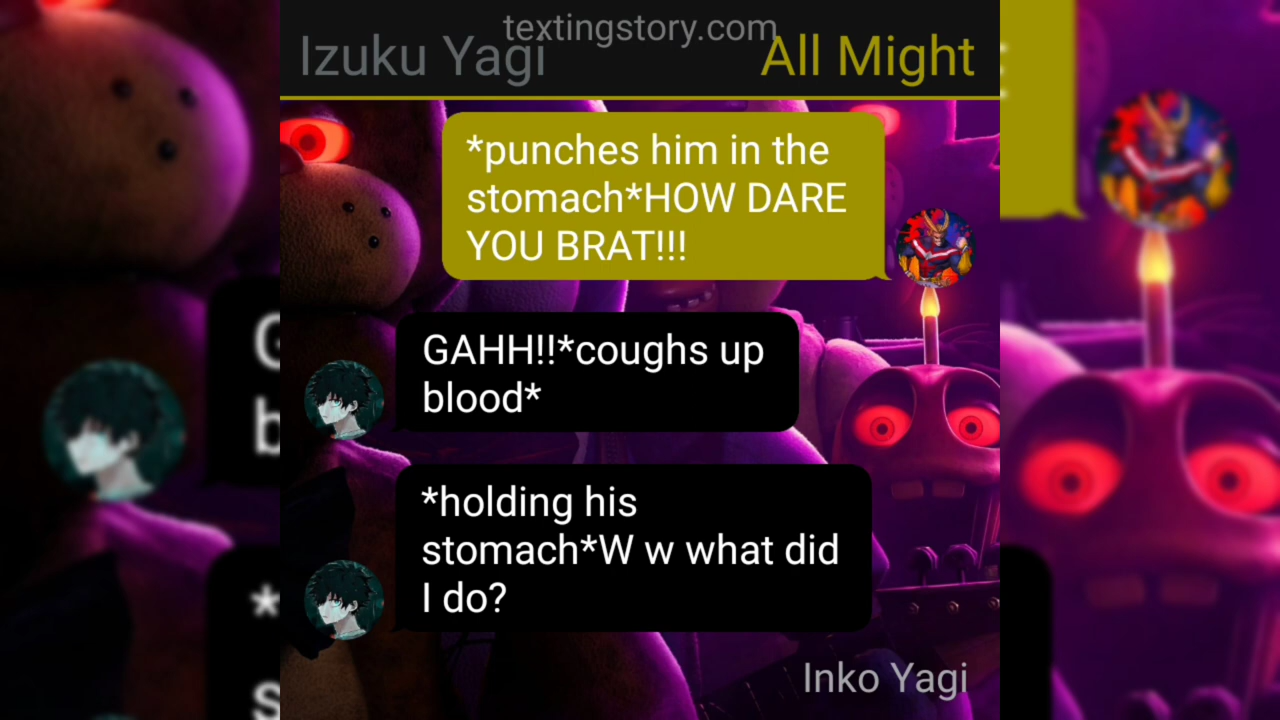 textingstory.com
Izuku Yagi
All Might
*punches him in the
stomach*HOW DARE
YOU BRAT!!!
GAHH!!*coughs up
blood*
*holding his
stomach*W w what did
I do?
Inko Yagi